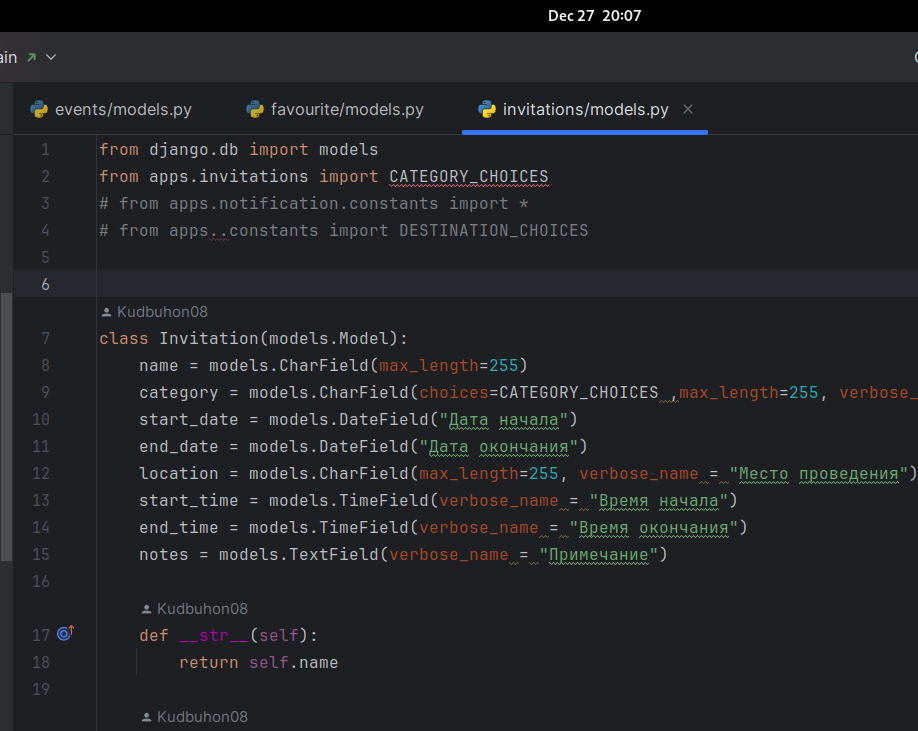 Dec 27 20:07
ain
events/models.py favourite/models.py invitations/models.py
1 from django.db import models
2 from apps.invitations import CATEGORY_CHOICES
3 # from apps.notification.constants import *
4 # from apps..constants import DESTINATION_CHOICES
5
6
Kudbuhon08
7 class Invitation(models.Model):
8 name = models.CharField(max_length=255)
9 category = models.CharField(choices=CATEGORY_CHOICES ,max_length=255, verbose_
10 start_date = models.DateField("Дата начала")
11 end_date = models.DateField("Дата окончания")
12 location = models.CharField(max_length=255, verbose_name = "Место проведения")
13 start_time = models.TimeField(verbose_name = "Время начала")
14 end_time = models.TimeField(verbose_name = "Время окончания")
15 notes = models.TextField(verbose_name = "Примечание")
16
Kudbuhon08
17 def __str__(self):
18 return self.name
19
Kudbuhon08